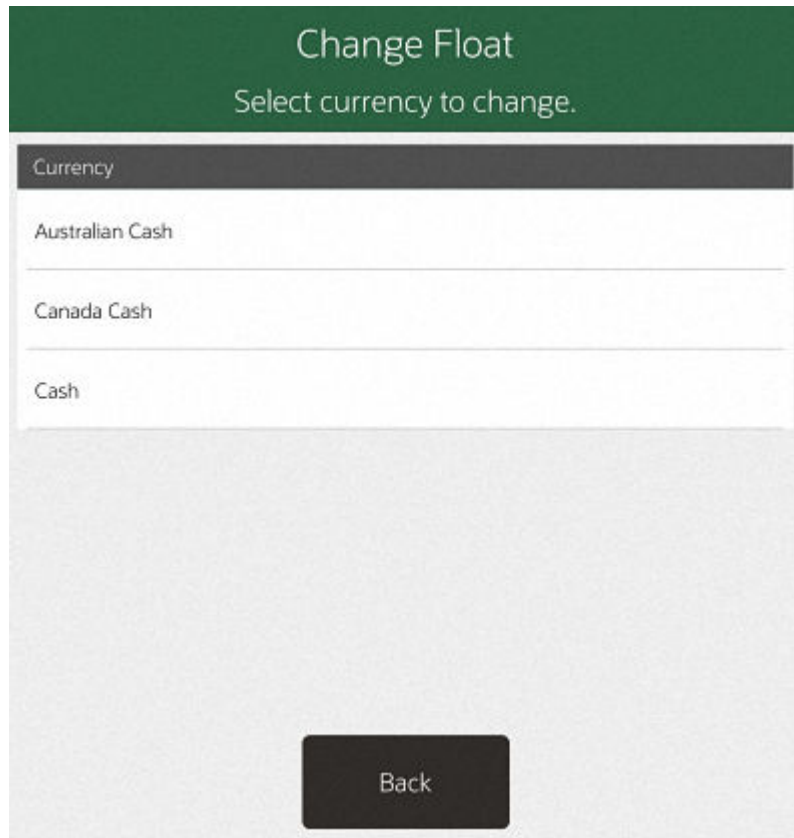 Change Float
Select currency to change.
Currency
Australian Cash
Canada Cash
Cash
Back